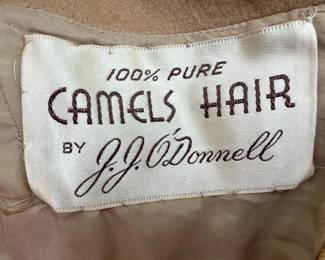 100% PURE
CAMELS HAIR
BY J.J. O'Donnell